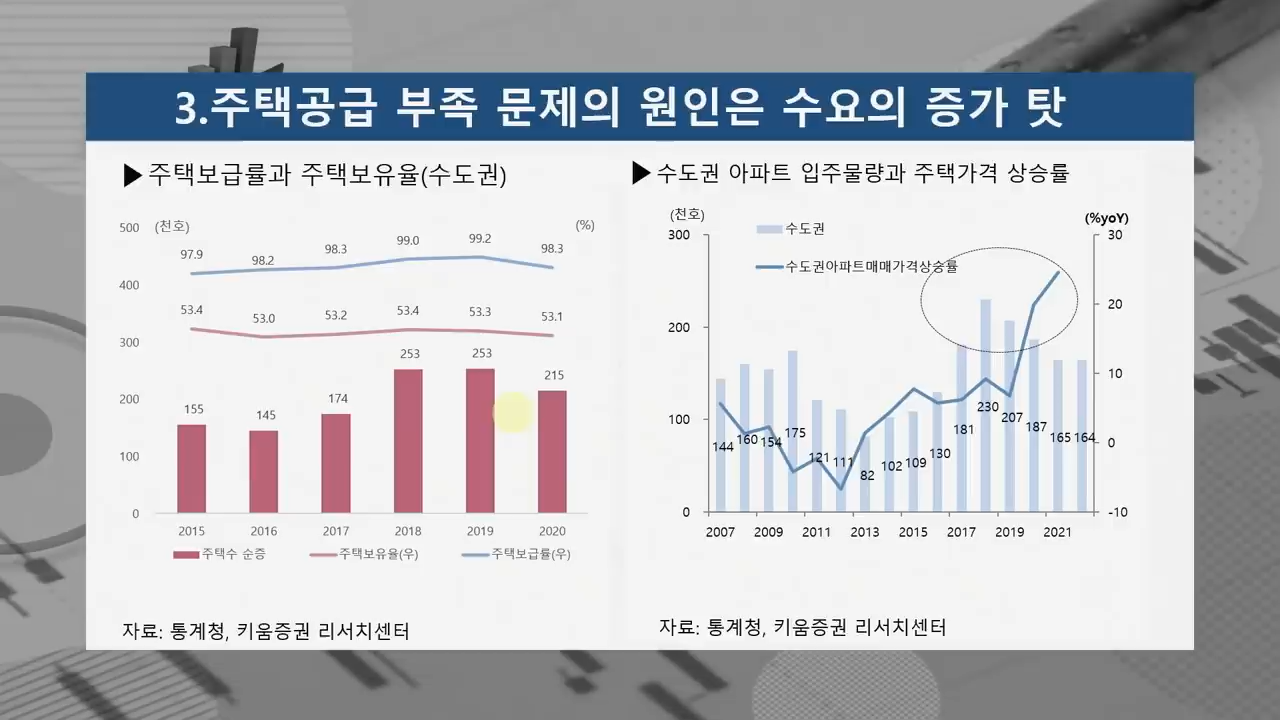 3.주택공급 부족 문제의 원인은 수요의 증가 탓
▶주택보급률과 주택보유율(수도권)
500 (천호) (%)
97.9 98.2 98.3 99.0 99.2 98.3
400
53.4 53.0 53.2 53.4 53.3 53.1
300
253 253
215
200
155 145 174
100
0
2015 2016 2017 2018 2019 2020
주택수 순증 주택보유율(우) 주택보급률(우)
자료: 통계청, 키움증권 리서치센터
▶수도권 아파트 입주물량과 주택가격 상승률
(천호) (%yoY)
300 수도권 30
수도권아파트매매가격상승률
20
200
10
230
207
187
100
144 160 154 175 121 111 82 102 109 130 181 165 164
0
0 -10
2007 2009 2011 2013 2015 2017 2019 2021
자료: 통계청, 키움증권 리서치센터